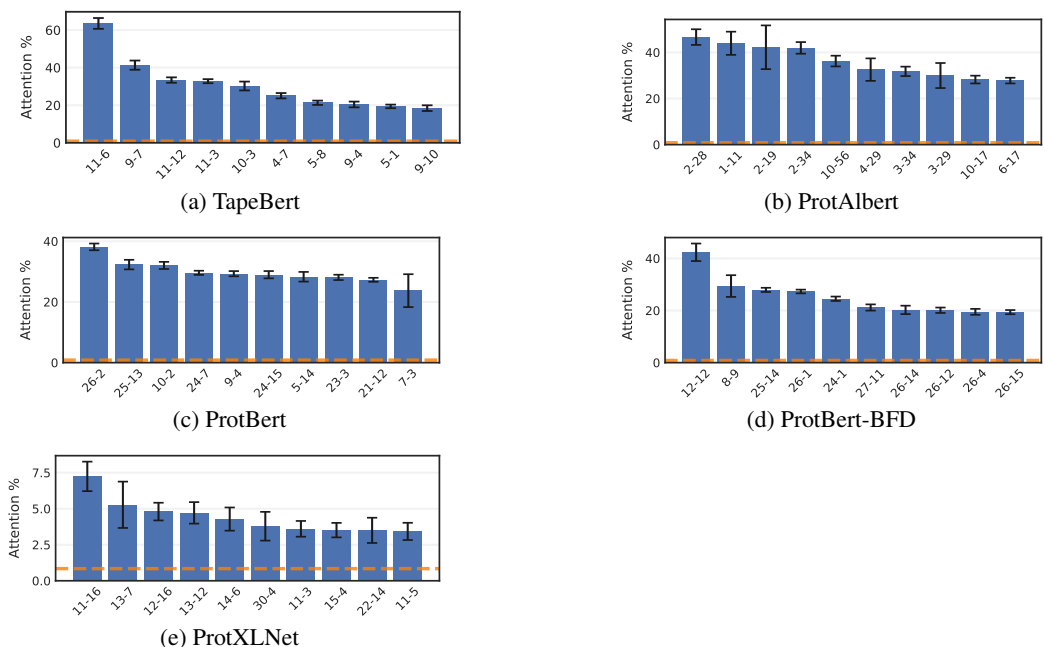 Attention %
60
40
20
0
11-6 9-7 11-12 11-3 10-3 4-7 5-8 9-4 5-1 9-10
(a) TapeBert
Attention %
40
20
0
2-28 1-11 2-19 2-34 10-56 4-29 3-34 3-29 10-17 6-17
(b) ProtAlbert
Attention %
40
20
0
26-2 25-13 10-2 24-7 9-4 24-15 5-14 23-3 21-12 7-3
(c) ProtBert
Attention %
40
20
0
12-12 8-9 25-14 26-1 24-1 27-11 26-14 26-12 26-4 26-15
(d) ProtBert-BFD
Attention %
7.5
5.0
2.5
0.0
11-16 13-7 12-16 13-12 14-6 30-4 11-3 15-4 22-14 11-5
(e) ProtXLNet